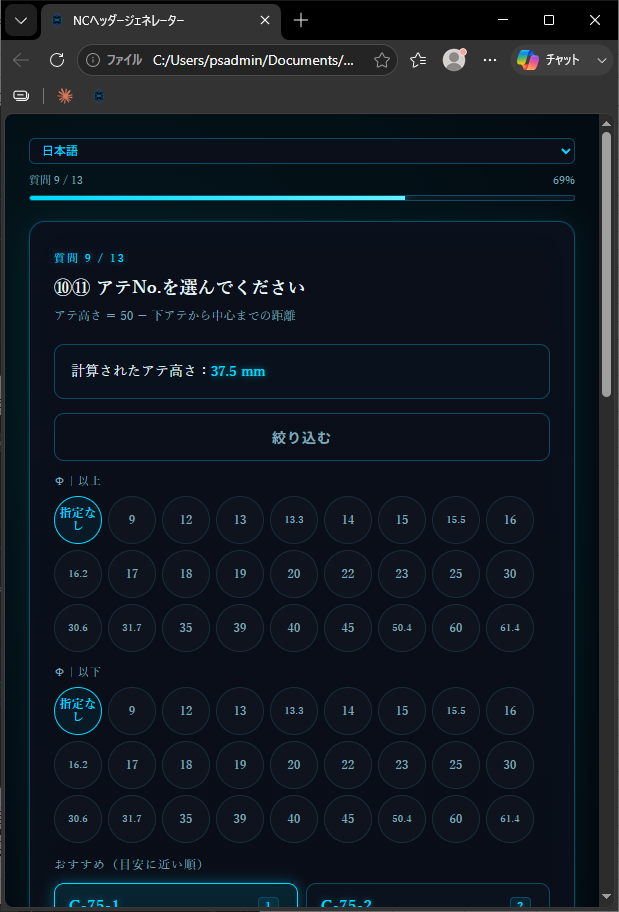 NCヘッダージェネレーター
ファイル C:/Users/psadmin/Documents/... チャット
日本語
質問 9 / 13 69%
質問 9 / 13
⑩⑪ アテNo.を選んでください
アテ高さ = 50 − 下アテから中心までの距離
計算されたアテ高さ：37.5 mm
絞り込む
Φ｜以上
指定なし 9 12 13 13.3 14 15 15.5 16
16.2 17 18 19 20 22 23 25 30
30.6 31.7 35 39 40 45 50.4 60 61.4
Φ｜以下
指定なし 9 12 13 13.3 14 15 15.5 16
16.2 17 18 19 20 22 23 25 30
30.6 31.7 35 39 40 45 50.4 60 61.4
おすすめ（目安に近い順）
C-75-1 1 C-75-2 2